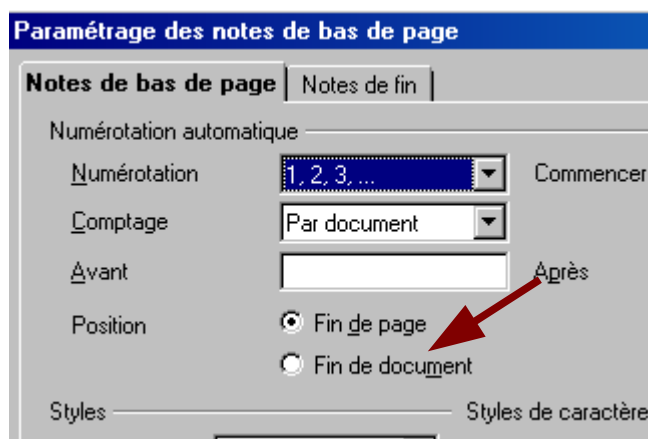 Paramétrage des notes de bas de page
Notes de bas de page Notes de fin
Numérotation automatique
Numérotation 1, 2, 3, ... Commencer
Comptage Par document
Avant Après
Position Fin de page
Fin de document
Styles Styles de caractère